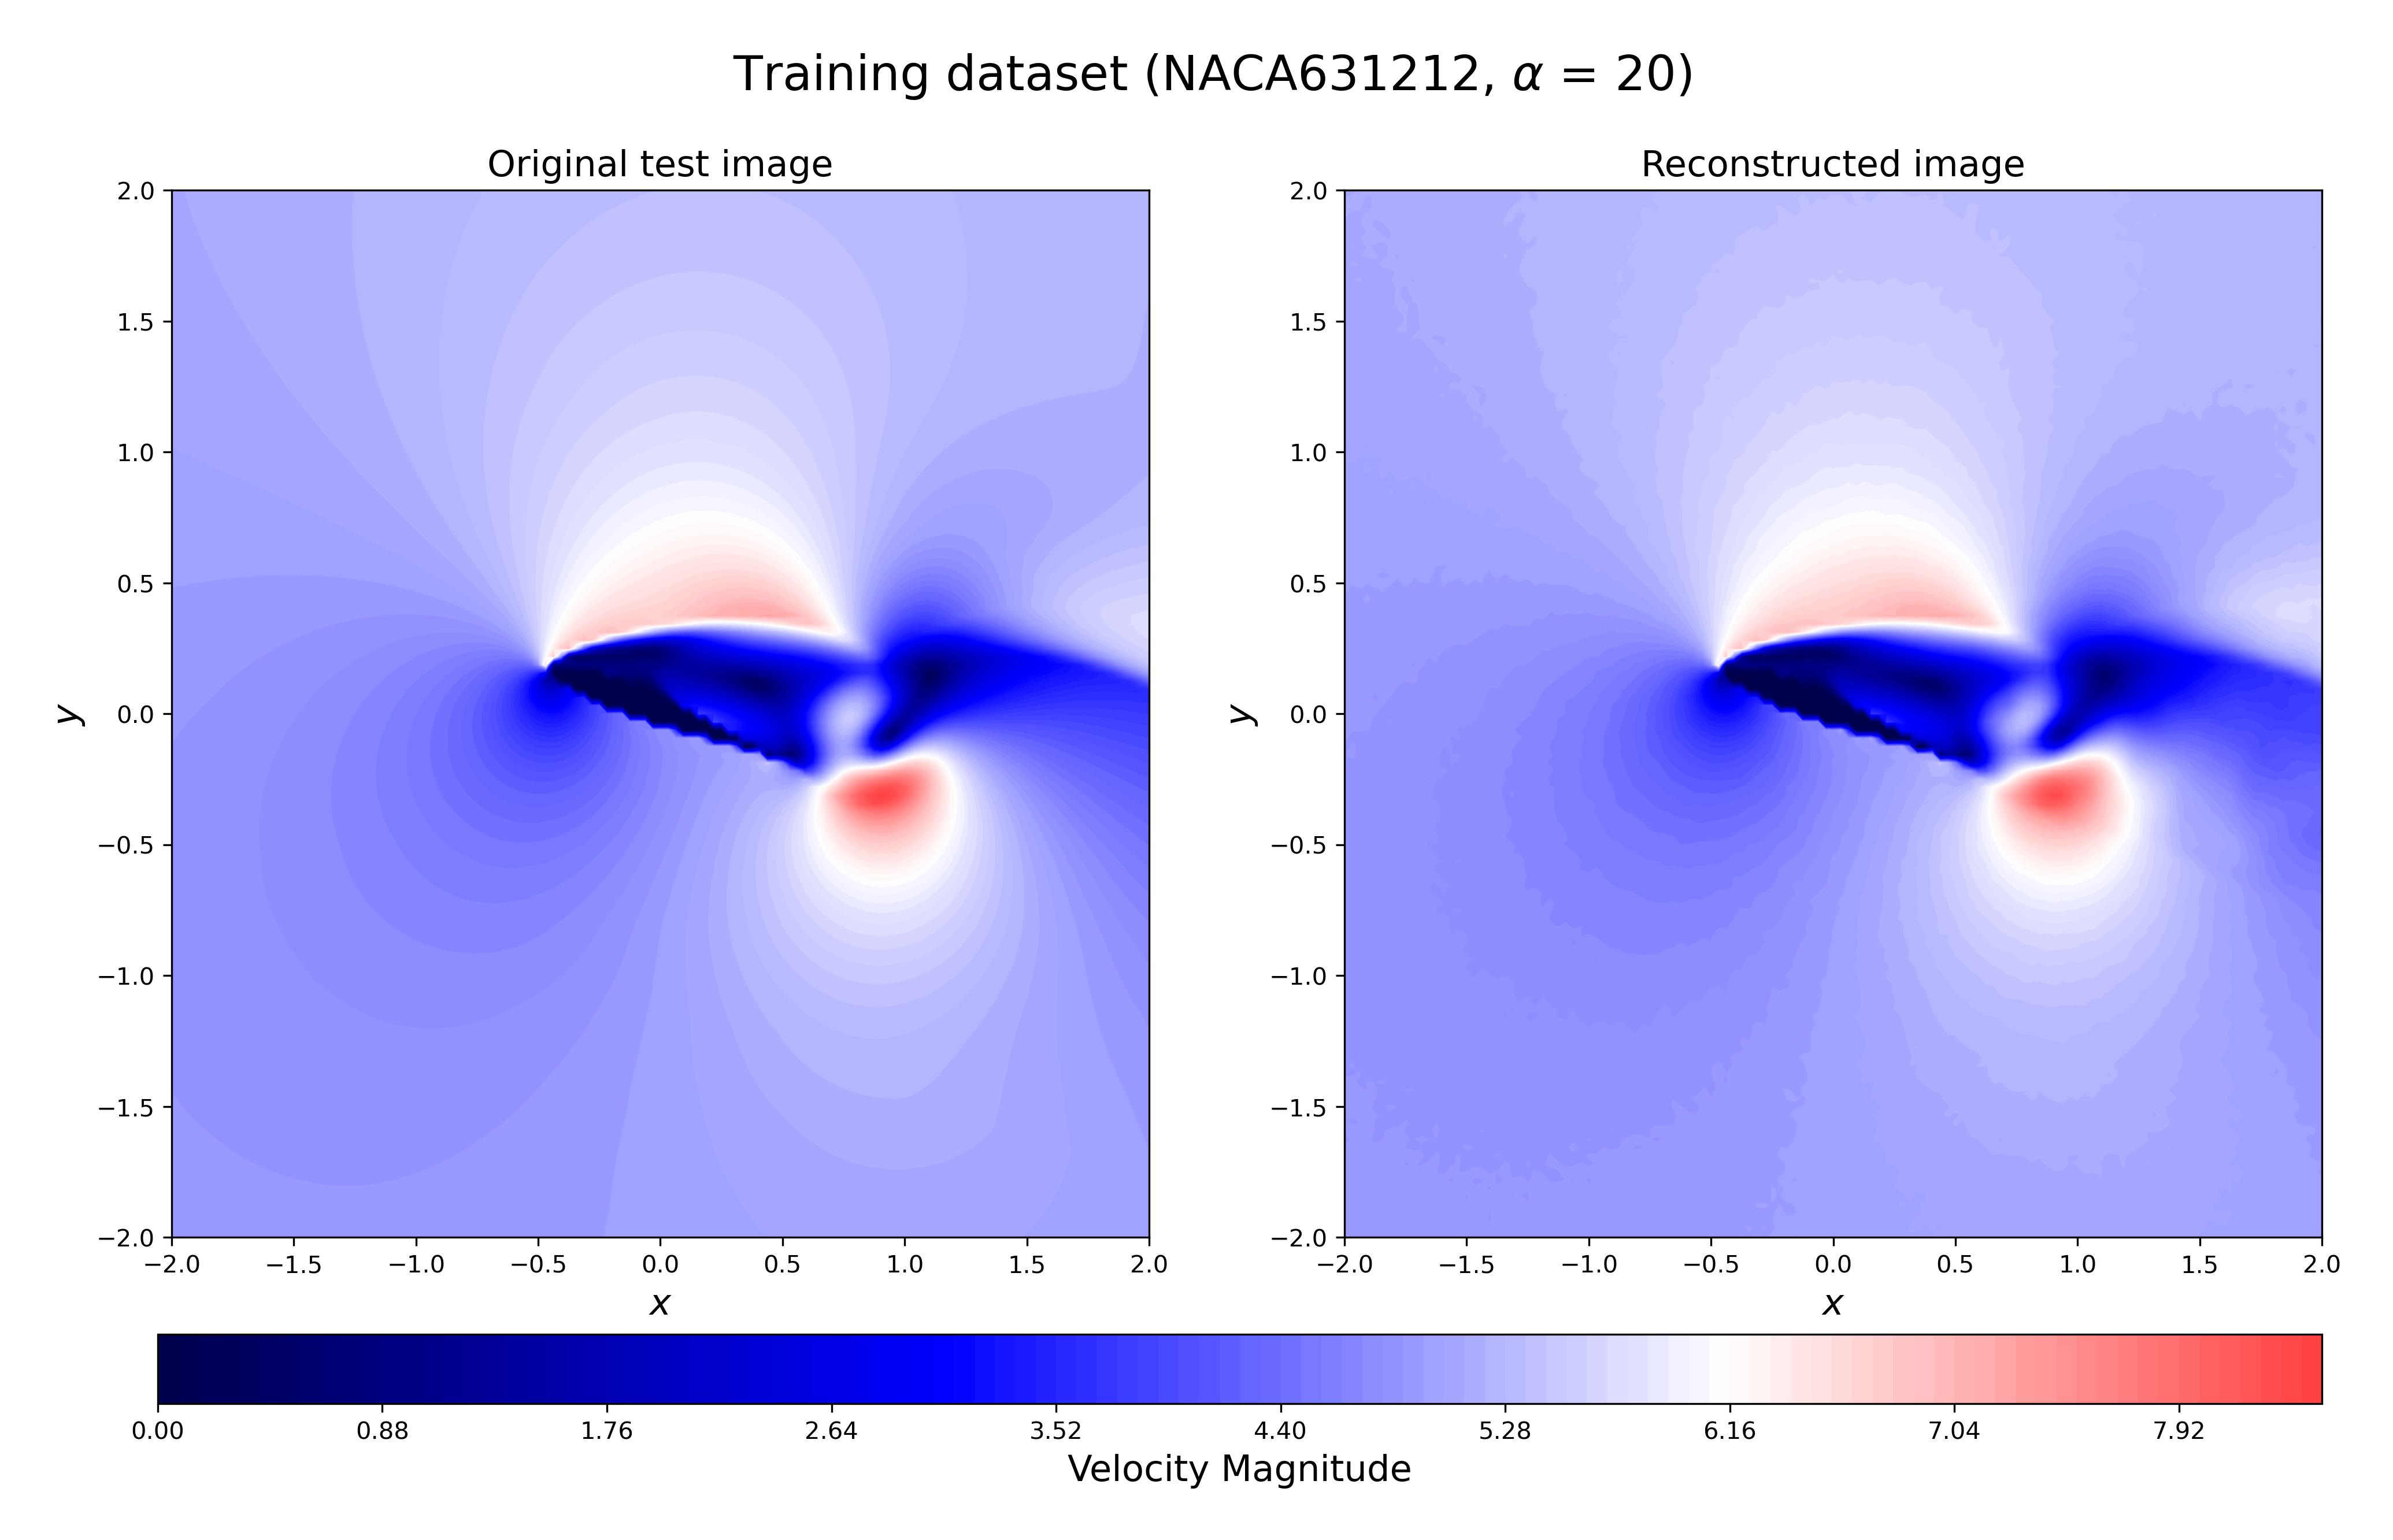 Training dataset (NACA631212, α = 20)
Original test image
Reconstructed image
2.0
1.5
1.0
0.5
0.0
−0.5
−1.0
−1.5
−2.0
y
−2.0 −1.5 −1.0 −0.5 0.0 0.5 1.0 1.5 2.0
x
2.0
1.5
1.0
0.5
0.0
−0.5
−1.0
−1.5
−2.0
y
−2.0 −1.5 −1.0 −0.5 0.0 0.5 1.0 1.5 2.0
x
0.00 0.88 1.76 2.64 3.52 4.40 5.28 6.16 7.04 7.92
Velocity Magnitude